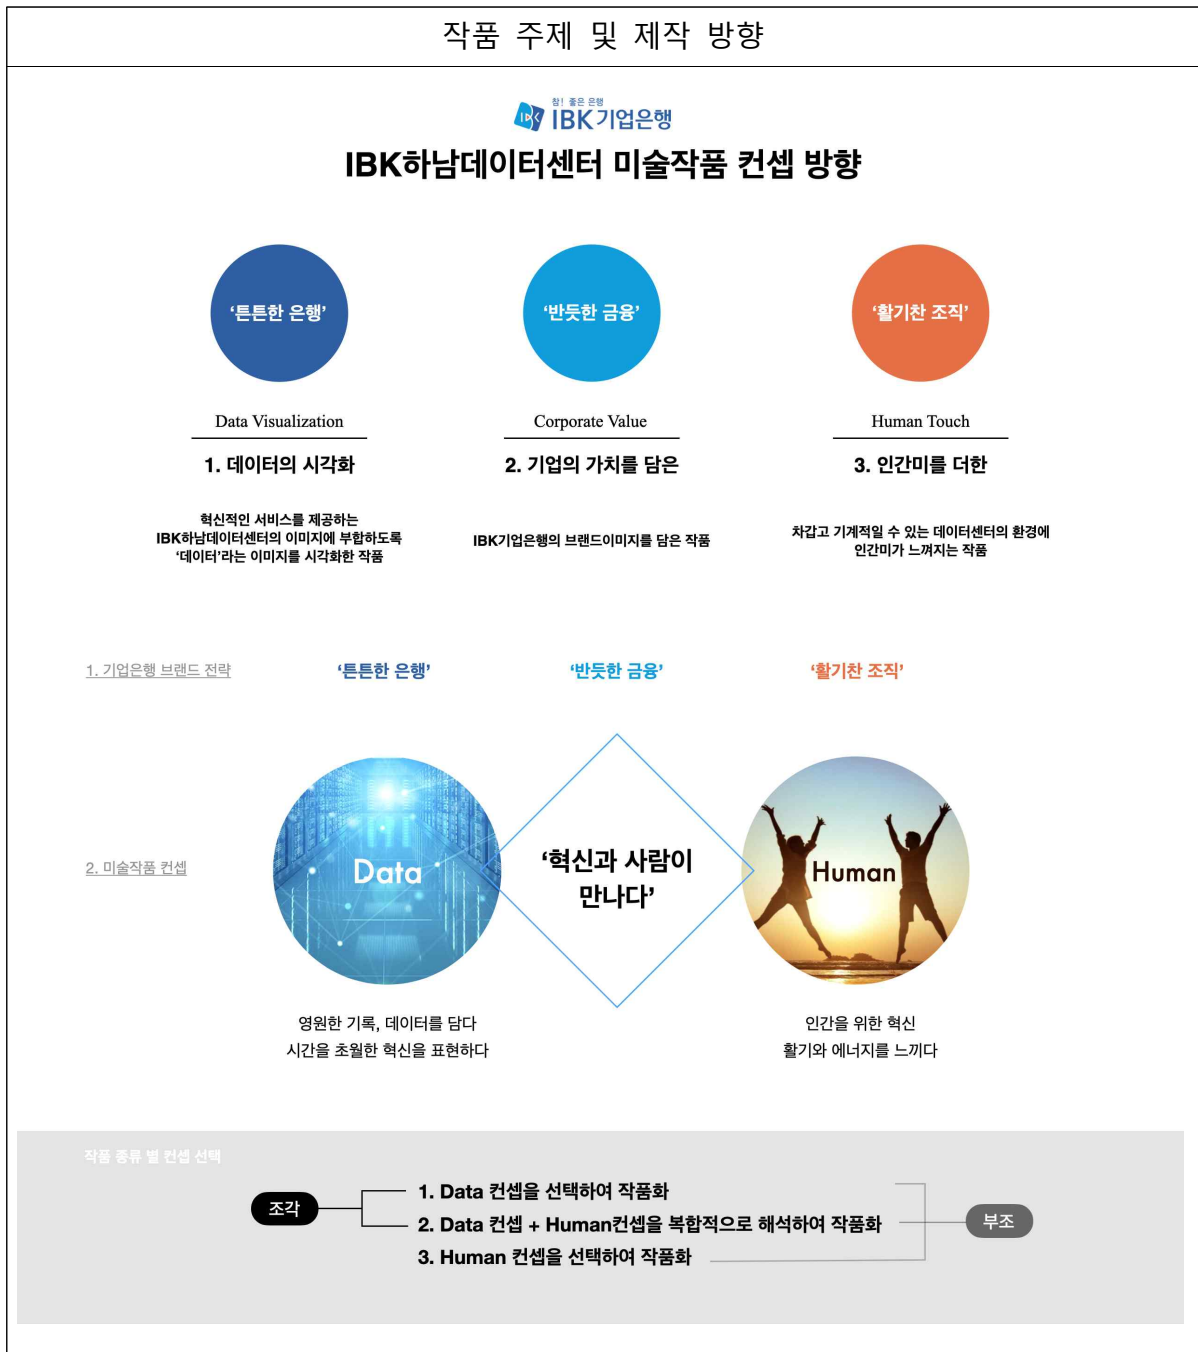 작품 주제 및 제작 방향
참! 좋은 은행
IBK기업은행
IBK하남데이터센터 미술작품 컨셉 방향
‘튼튼한 은행’
‘반듯한 금융’
‘활기찬 조직’
Data Visualization
Corporate Value
Human Touch
1. 데이터의 시각화
2. 기업의 가치를 담은
3. 인간미를 더한
혁신적인 서비스를 제공하는
IBK하남데이터센터의 이미지에 부합하도록
‘데이터’라는 이미지를 시각화한 작품
IBK기업은행의 브랜드이미지를 담은 작품
차갑고 기계적일 수 있는 데이터센터의 환경에
인간미가 느껴지는 작품
1. 기업은행 브랜드 전략
‘튼튼한 은행’
‘반듯한 금융’
‘활기찬 조직’
2. 미술작품 컨셉
Data
‘혁신과 사람이
만나다’
Human
영원한 기록, 데이터를 담다
시간을 초월한 혁신을 표현하다
인간을 위한 혁신
활기와 에너지를 느끼다
작품 종류 별 컨셉 선택
조각
1. Data 컨셉을 선택하여 작품화
2. Data 컨셉 + Human컨셉을 복합적으로 해석하여 작품화
3. Human 컨셉을 선택하여 작품화
부조